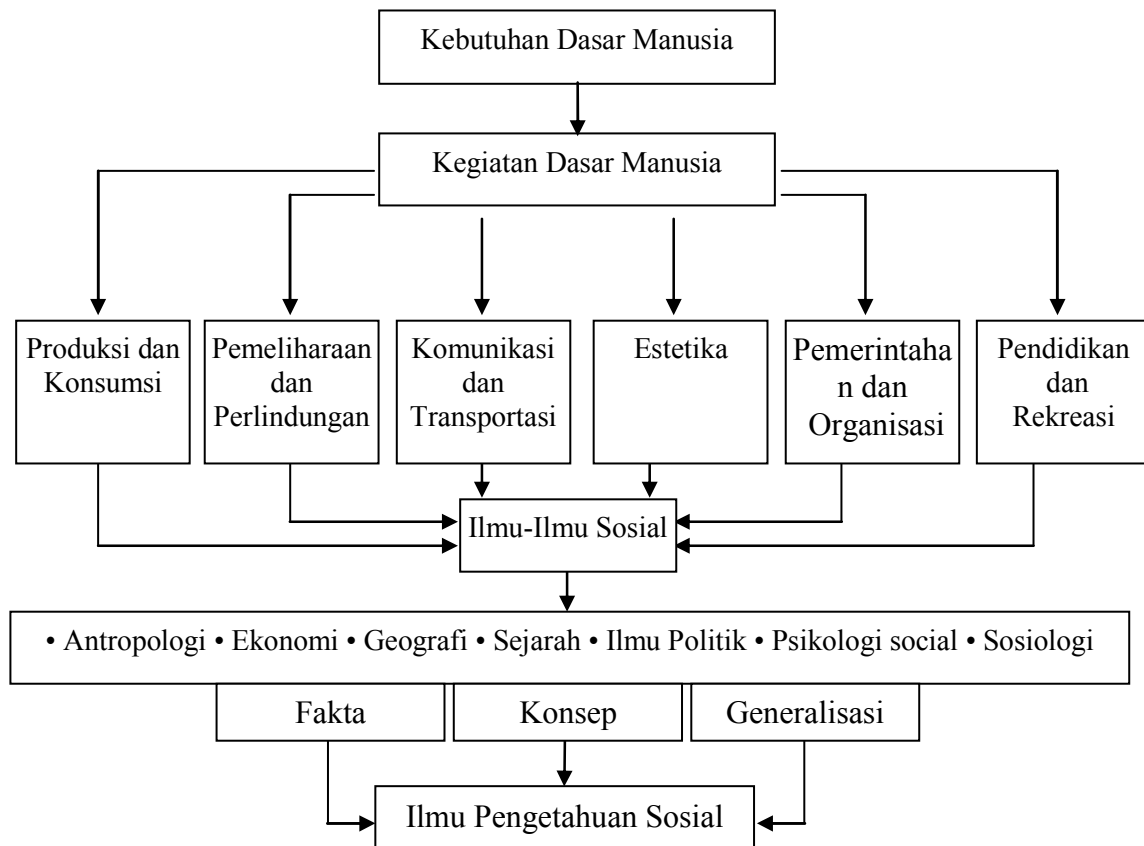 Kebutuhan Dasar Manusia
Kegiatan Dasar Manusia
Produksi dan
Konsumsi
Pemeliharaan
dan
Perlindungan
Komunikasi
dan
Transportasi
Estetika
Pemerintaha
n dan
Organisasi
Pendidikan
dan
Rekreasi
Ilmu-Ilmu Sosial
• Antropologi • Ekonomi • Geografi • Sejarah • Ilmu Politik • Psikologi social • Sosiologi
Fakta
Konsep
Generalisasi
Ilmu Pengetahuan Sosial